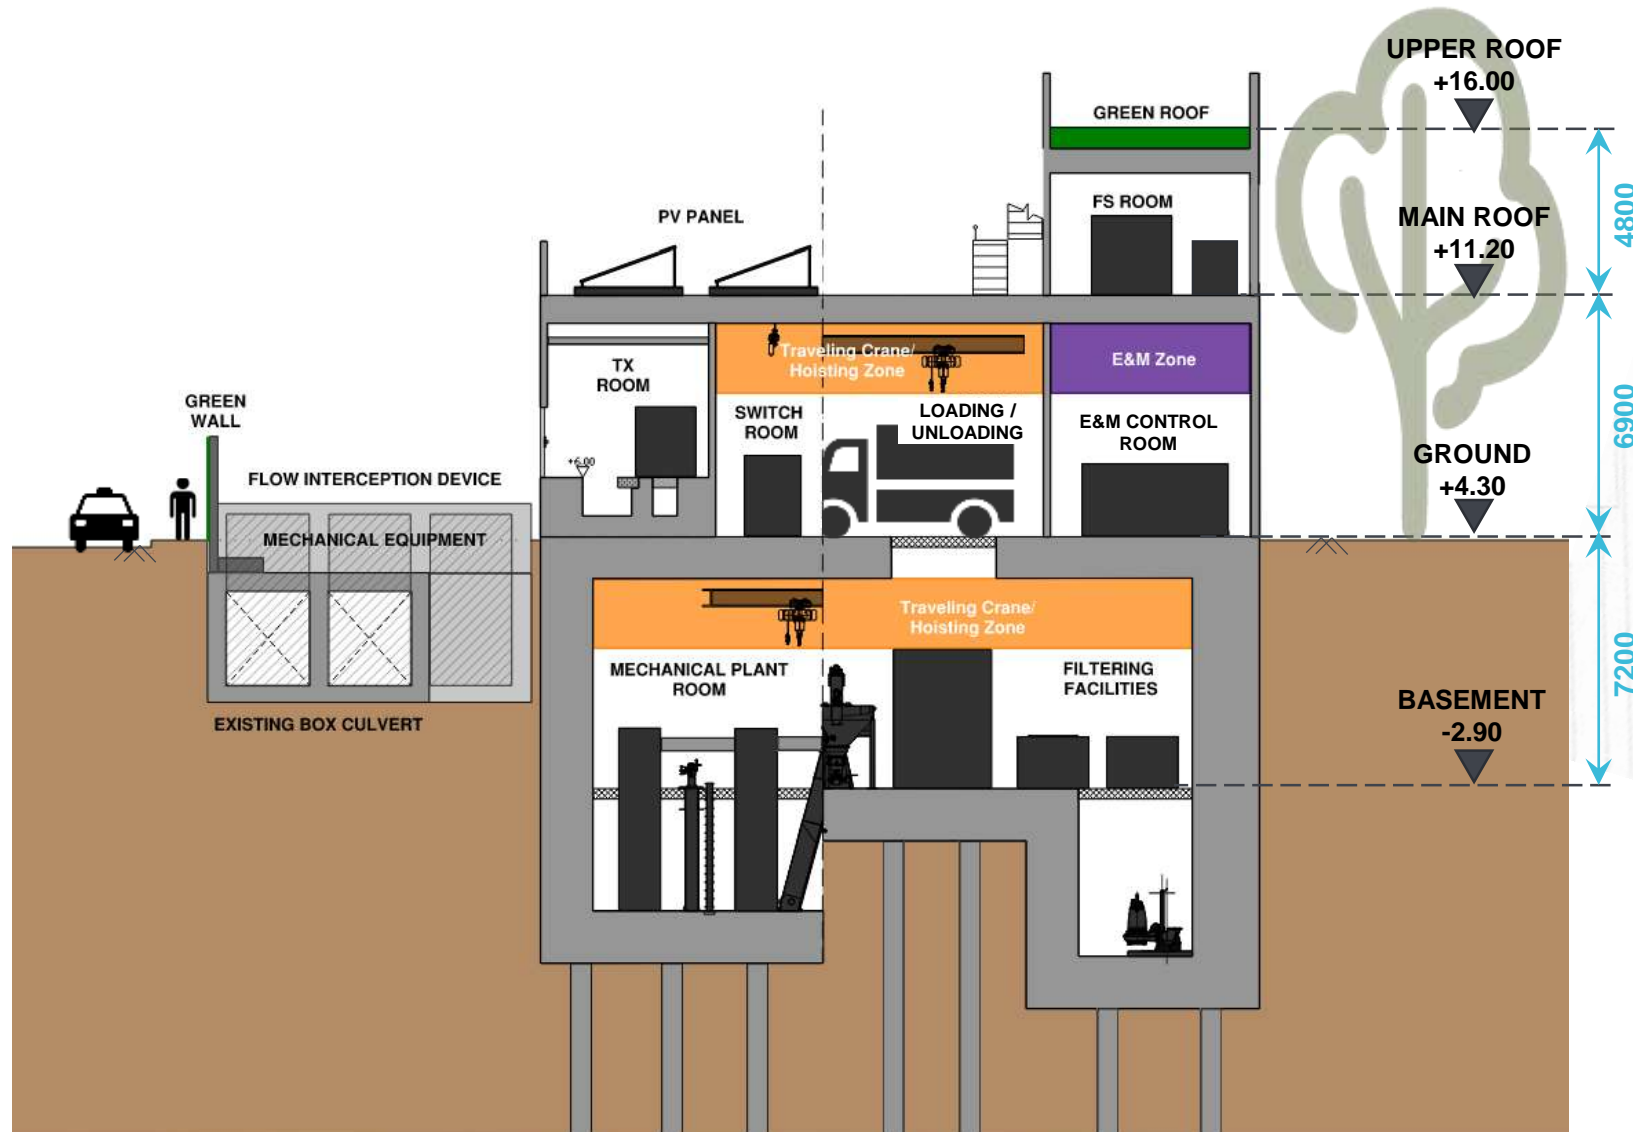 UPPER ROOF
+16.00
GREEN ROOF
4800
FS ROOM
PV PANEL
MAIN ROOF
+11.20
Traveling Crane/
Hoisting Zone
E&M Zone
TX
ROOM
6900
GREEN
WALL
SWITCH
ROOM
LOADING /
UNLOADING
E&M CONTROL
ROOM
GROUND
+4.30
+6.00
FLOW INTERCEPTION DEVICE
MECHANICAL EQUIPMENT
Traveling Crane/
Hoisting Zone
7200
MECHANICAL PLANT
ROOM
FILTERING
FACILITIES
BASEMENT
-2.90
EXISTING BOX CULVERT